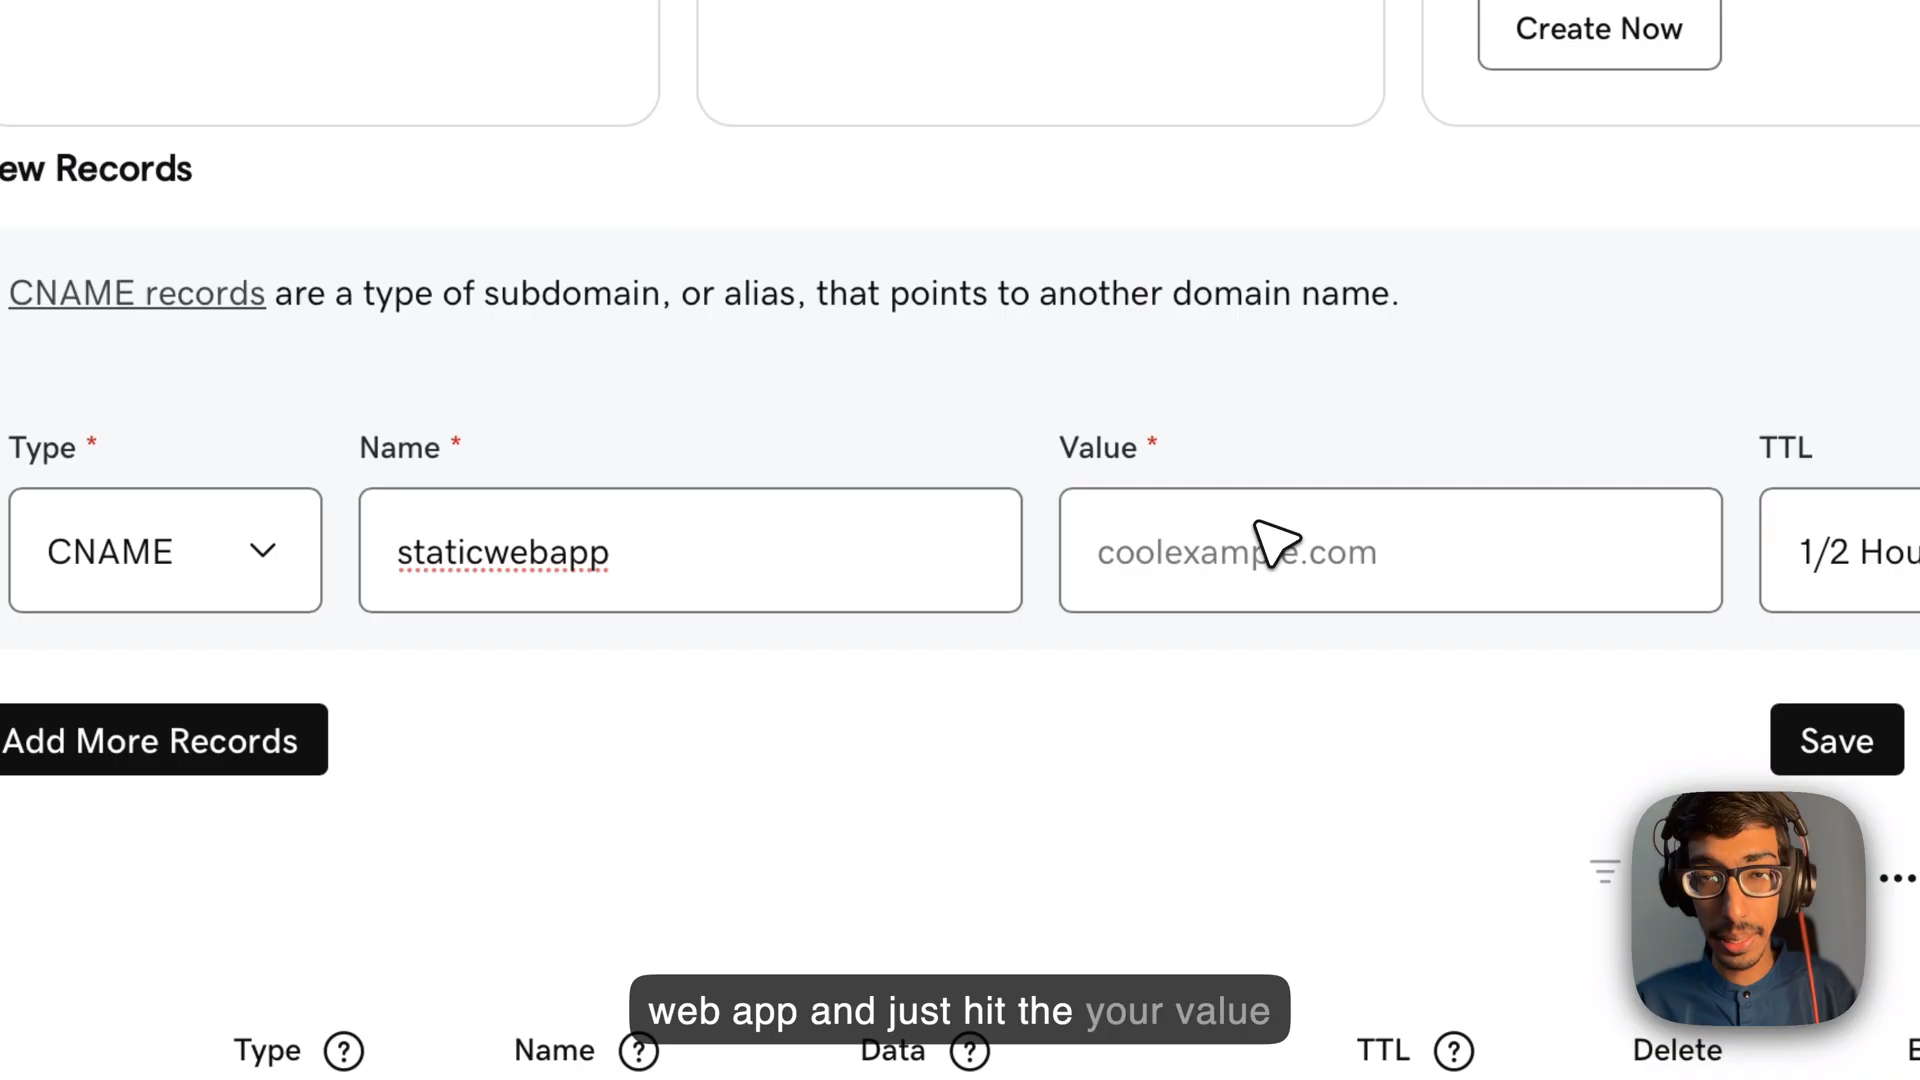 Create Now
ew Records
CNAME records are a type of subdomain, or alias, that points to another domain name.
Type * Name * Value * TTL
CNAME staticwebapp coolexample.com 1/2 Hou
Add More Records Save
web app and just hit the your value
Type ? Name ? Data ? TTL ? Delete E